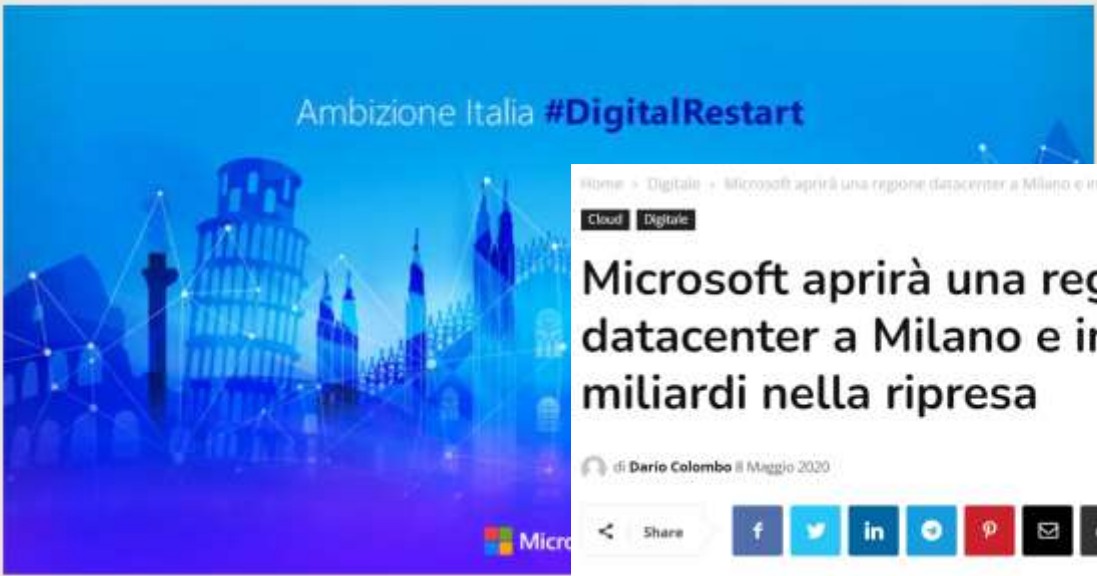 Ambizione Italia #DigitalRestart
Home > Digitale > Microsoft aprirà una regione datacenter a Milano e in
Cloud Digitale
Microsoft aprirà una reg
datacenter a Milano e in
miliardi nella ripresa
di Dario Colombo 8 Maggio 2020
Share
Micro